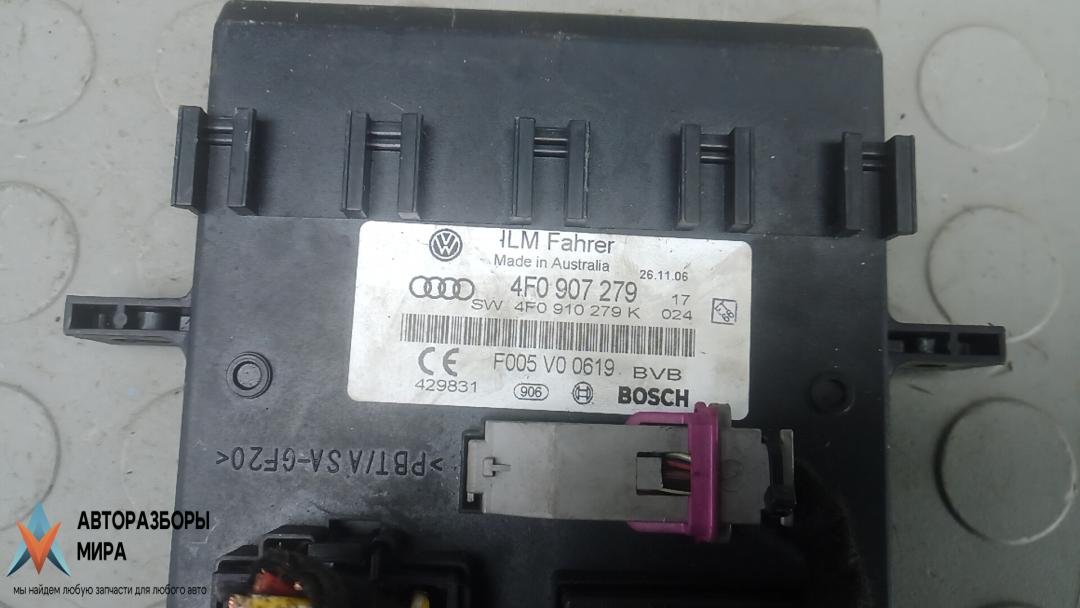 ILM Fahrer
Made in Australia
26.11.06
4F0 907 279 17
SW 4F0 910 279 K 024
F005 V0 0619 BVB
429831 906 BOSCH
>PBT/ASA-GF20<
АВТОРАЗБОРЫ
МИРА
мы найдем любую запчасти для любого авто